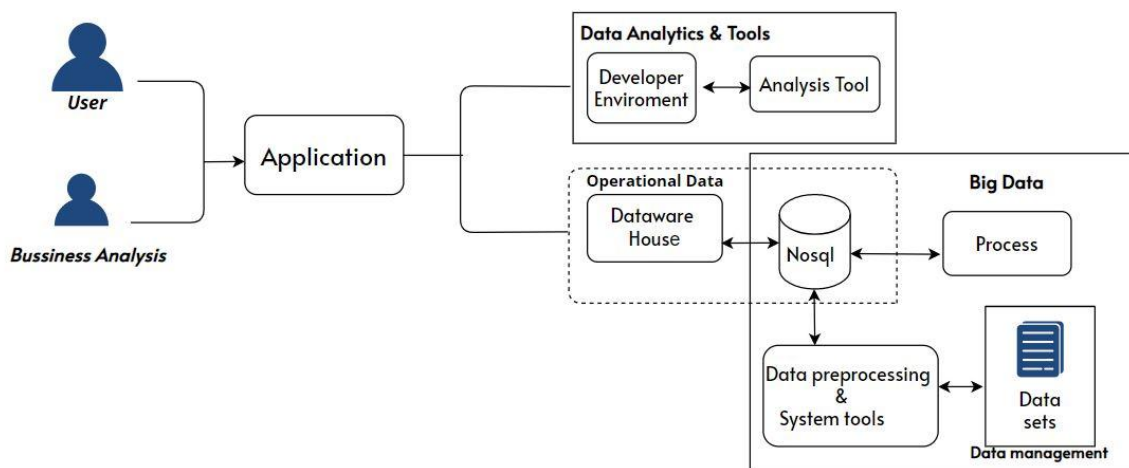 User
Bussiness Analysis
Application
Data Analytics & Tools
Developer
Enviroment
Analysis Tool
Operational Data
Dataware
House
Nosql
Big Data
Process
Data preprocessing
&
System tools
Data
sets
Data management